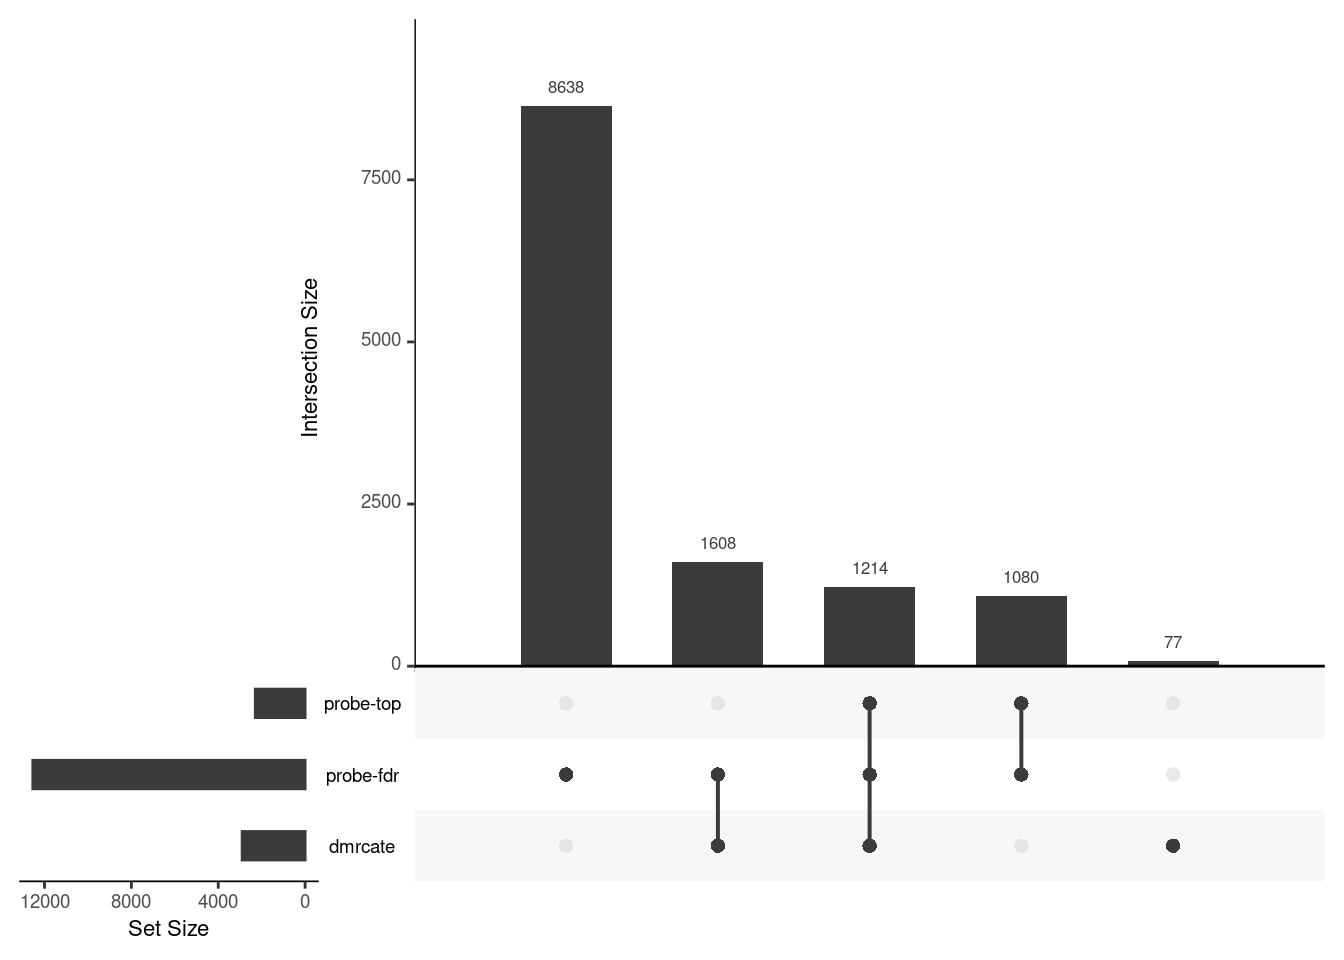 8638
7500
Intersection Size
5000
2500
1608
1214
1080
77
0
probe-top
probe-fdr
dmrcate
12000 8000 4000 0
Set Size